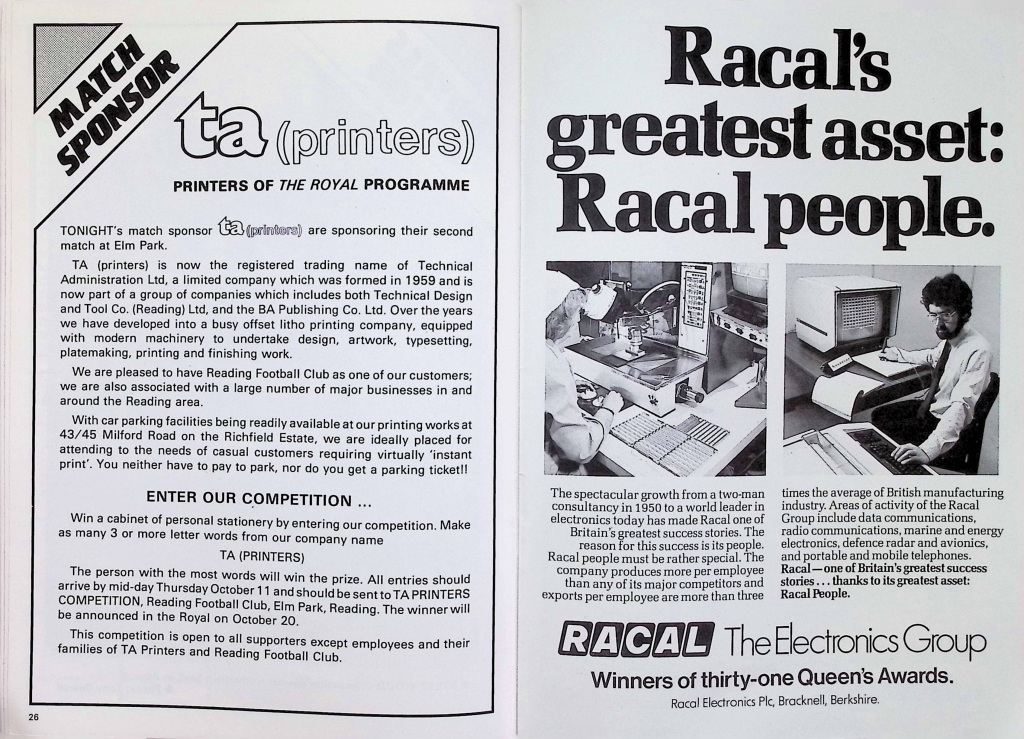 MATCH
SPONSOR
ta (printers)
PRINTERS OF THE ROYAL PROGRAMME
TONIGHT's match sponsor ta (printers) are sponsoring their second
match at Elm Park.
TA (printers) is now the registered trading name of Technical
Administration Ltd, a limited company which was formed in 1959 and is
now part of a group of companies which includes both Technical Design
and Tool Co. (Reading) Ltd, and the BA Publishing Co. Ltd. Over the years
we have developed into a busy offset litho printing company, equipped
with modern machinery to undertake design, artwork, typesetting,
platemaking, printing and finishing work.
We are pleased to have Reading Football Club as one of our customers;
we are also associated with a large number of major businesses in and
around the Reading area.
With car parking facilities being readily available at our printing works at
43/45 Milford Road on the Richfield Estate, we are ideally placed for
attending to the needs of casual customers requiring virtually 'instant
print'. You neither have to pay to park, nor do you get a parking ticket!!
ENTER OUR COMPETITION ...
Win a cabinet of personal stationery by entering our competition. Make
as many 3 or more letter words from our company name
TA (PRINTERS)
The person with the most words will win the prize. All entries should
arrive by mid-day Thursday October 11 and should be sent to TA PRINTERS
COMPETITION, Reading Football Club, Elm Park, Reading. The winner will
be announced in the Royal on October 20.
This competition is open to all supporters except employees and their
families of TA Printers and Reading Football Club.
26
Racal's
greatest asset:
Racal people.
The spectacular growth from a two-man
consultancy in 1950 to a world leader in
electronics today has made Racal one of
Britain's greatest success stories. The
reason for this success is its people.
Racal people must be rather special. The
company produces more per employee
than any of its major competitors and
exports per employee are more than three
times the average of British manufacturing
industry. Areas of activity of the Racal
Group include data communications,
radio communications, marine and energy
electronics, defence radar and avionics,
and portable and mobile telephones.
Racal—one of Britain's greatest success
stories ... thanks to its greatest asset:
Racal People.
RACAL The Electronics Group
Winners of thirty-one Queen's Awards.
Racal Electronics Plc, Bracknell, Berkshire.